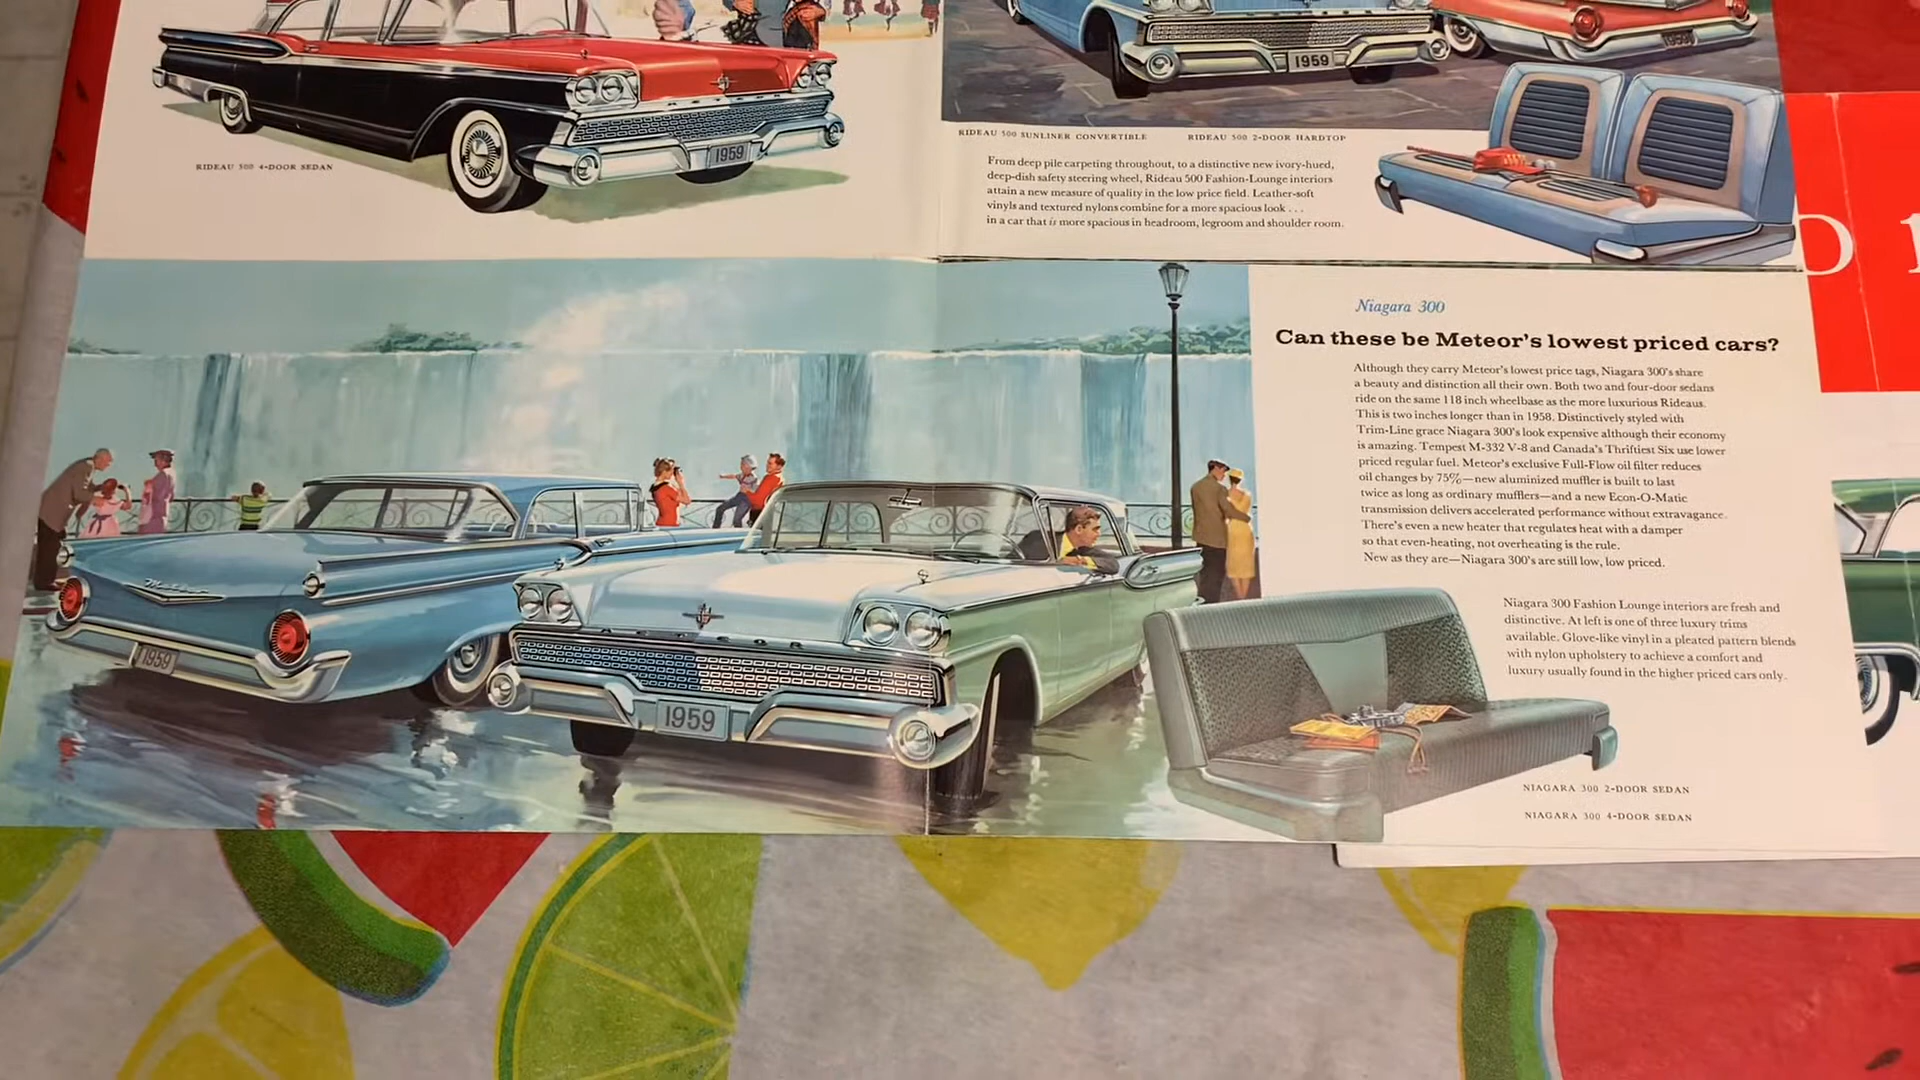 1959
RIDEAU 500 4-DOOR SEDAN
1959
RIDEAU 500 SUNLINER CONVERTIBLE
RIDEAU 500 2-DOOR HARDTOP
From deep pile carpeting throughout, to a distinctive new ivory-hued,
deep-dish safety steering wheel, Rideau 500 Fashion-Lounge interiors
attain a new measure of quality in the low price field. Leather-soft
vinyls and textured nylons combine for a more spacious look . . .
in a car that is more spacious in headroom, legroom and shoulder room.
Niagara 300
Can these be Meteor's lowest priced cars?
Although they carry Meteor's lowest price tags, Niagara 300's share
a beauty and distinction all their own. Both two and four-door sedans
ride on the same 118 inch wheelbase as the more luxurious Rideaus.
This is two inches longer than in 1958. Distinctively styled with
Trim-Line grace Niagara 300's look expensive although their economy
is amazing. Tempest M-332 V-8 and Canada's Thriftiest Six use lower
priced regular fuel. Meteor's exclusive Full-Flow oil filter reduces
oil changes by 75%—new aluminized muffler is built to last
twice as long as ordinary mufflers—and a new Econ-O-Matic
transmission delivers accelerated performance without extravagance.
There's even a new heater that regulates heat with a damper
so that even-heating, not overheating is the rule.
New as they are—Niagara 300's are still low, low priced.
Niagara 300 Fashion Lounge interiors are fresh and
distinctive. At left is one of three luxury trims
available. Glove-like vinyl in a pleated pattern blends
with nylon upholstery to achieve a comfort and
luxury usually found in the higher priced cars only.
1959
1959
NIAGARA 300 2-DOOR SEDAN
NIAGARA 300 4-DOOR SEDAN